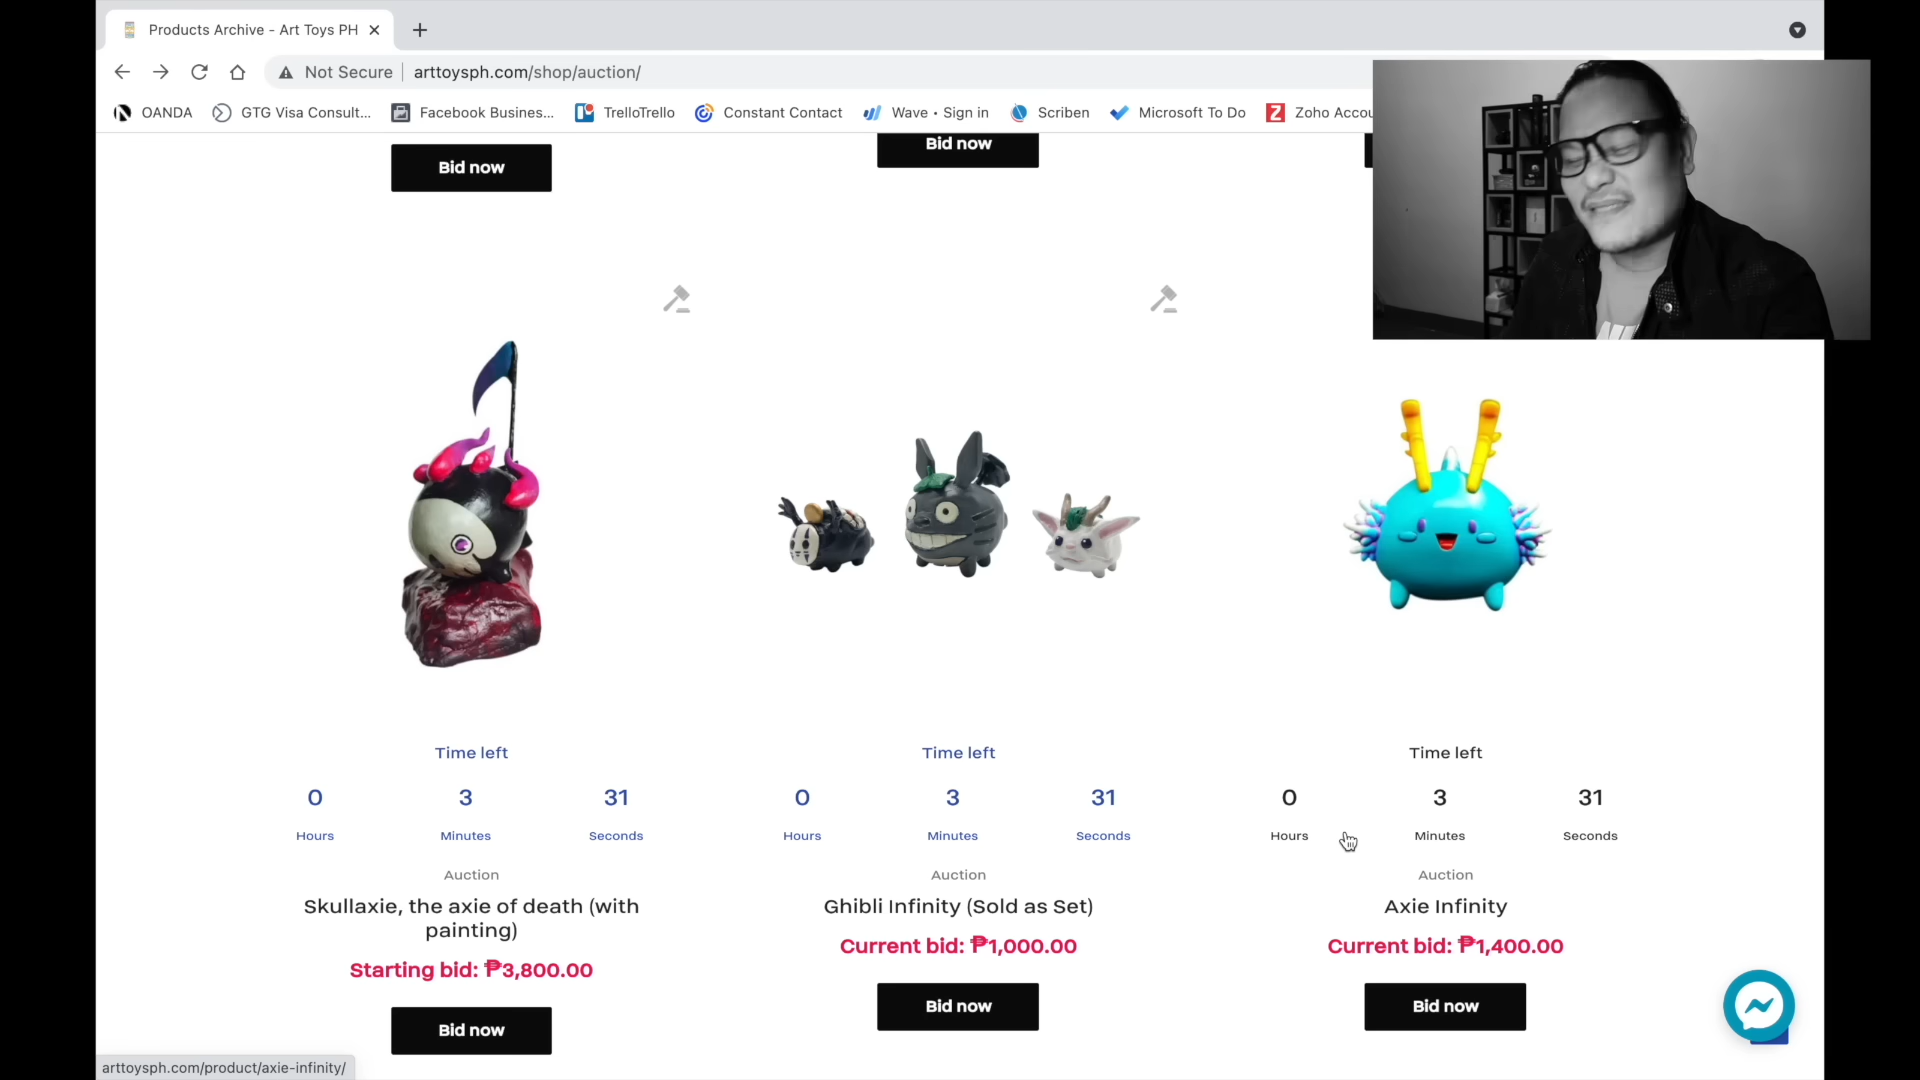 Products Archive - Art Toys PH
Not Secure
arttoysph.com/shop/auction/
OANDA
GTG Visa Consult...
Facebook Busines...
TrelloTrello
Constant Contact
Wave • Sign in
Scriben
Microsoft To Do
Zoho Accou
Bid now
Bid now
Time left
Time left
Time left
0
3
31
0
3
31
0
3
31
Hours
Minutes
Seconds
Hours
Minutes
Seconds
Hours
Minutes
Seconds
Auction
Auction
Auction
Skullaxie, the axie of death (with
painting)
Starting bid: ₱3,800.00
Bid now
Ghibli Infinity (Sold as Set)
Current bid: ₱1,000.00
Bid now
Axie Infinity
Current bid: ₱1,400.00
Bid now
arttoysph.com/product/axie-infinity/